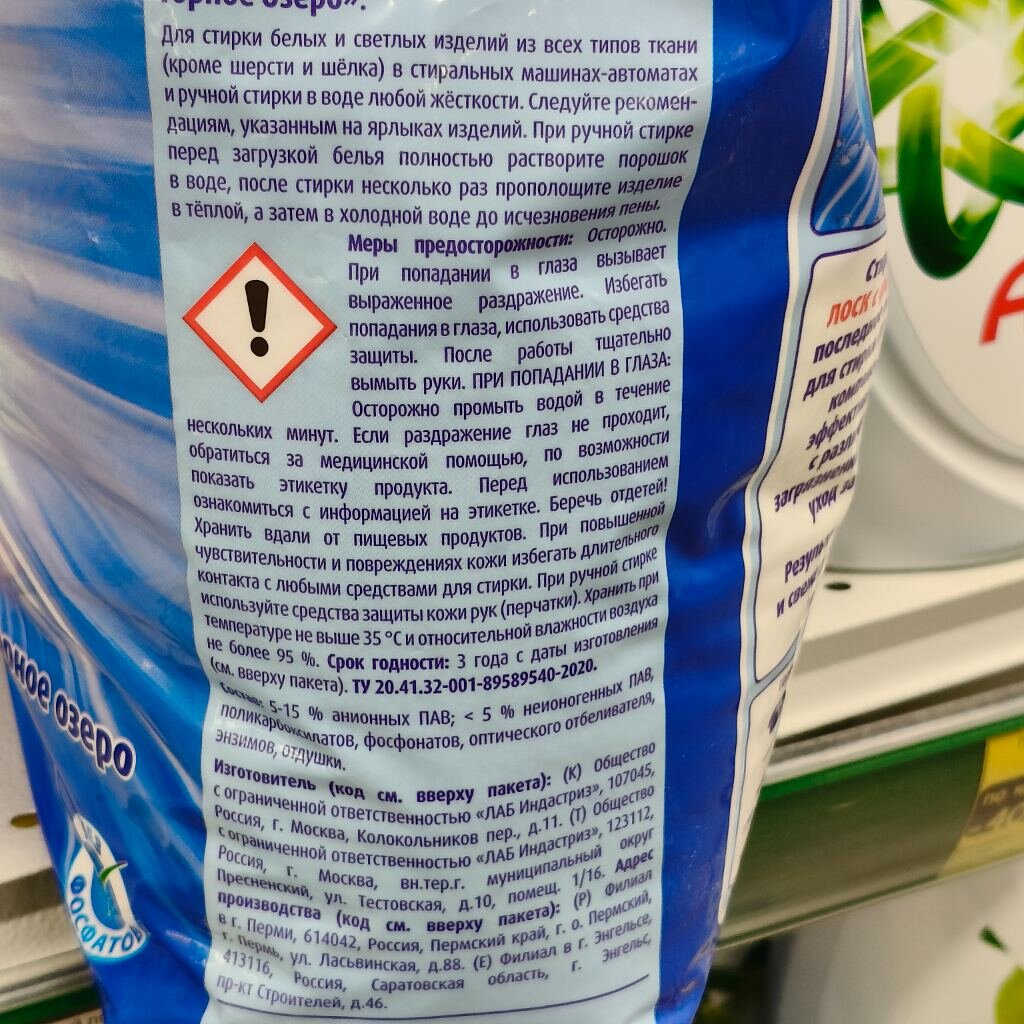 Горное озеро».
Для стирки белых и светлых изделий из всех типов ткани
(кроме шерсти и шёлка) в стиральных машинах-автоматах
и ручной стирки в воде любой жёсткости. Следуйте рекомен-
дациям, указанным на ярлыках изделий. При ручной стирке
перед загрузкой белья полностью растворите порошок
в воде, после стирки несколько раз прополощите изделие
в тёплой, а затем в холодной воде до исчезновения пены.
Меры предосторожности: Осторожно.
При попадании в глаза вызывает
выраженное раздражение. Избегать
попадания в глаза, использовать средства
защиты. После работы тщательно
вымыть руки. ПРИ ПОПАДАНИИ В ГЛАЗА:
Осторожно промыть водой в течение
нескольких минут. Если раздражение глаз не проходит,
обратиться за медицинской помощью, по возможности
показать этикетку продукта. Перед использованием
ознакомиться с информацией на этикетке. Беречь отдетей!
Хранить вдали от пищевых продуктов. При повышенной
чувствительности и повреждениях кожи избегать длительного
контакта с любыми средствами для стирки. При ручной стирке
используйте средства защиты кожи рук (перчатки). Хранить при
температуре не выше 35 °С и относительной влажности воздуха
не более 95 %. Срок годности: 3 года с даты изготовления
(см. вверху пакета). ТУ 20.41.32-001-89589540-2020.
Состав: 5-15 % анионных ПАВ; < 5 % неионогенных ПАВ,
поликарбоксилатов, фосфонатов, оптического отбеливателя,
энзимов, отдушки.
Изготовитель (код см. вверху пакета): (К) Общество
с ограниченной ответственностью «ЛАБ Индастриз», 107045,
Россия, г. Москва, Колокольников пер., д.11. (Т) Общество
с ограниченной ответственностью «ЛАБ Индастриз», 123112,
Россия, г. Москва, вн.тер.г. муниципальный округ
Пресненский, ул. Тестовская, д.10, помещ. 1/16. Адрес
производства (код см. вверху пакета): (Р) Филиал
в г. Перми, 614042, Россия, Пермский край, г. о. Пермский,
г. Пермь, ул. Ласьвинская, д.88. (Е) Филиал в г. Энгельсе,
413116, Россия, Саратовская область, г. Энгельс,
пр-кт Строителей, д.46.
озеро
БЕЗ
ФОСФАТОВ
ЛОСК с
для
с
уход за
и